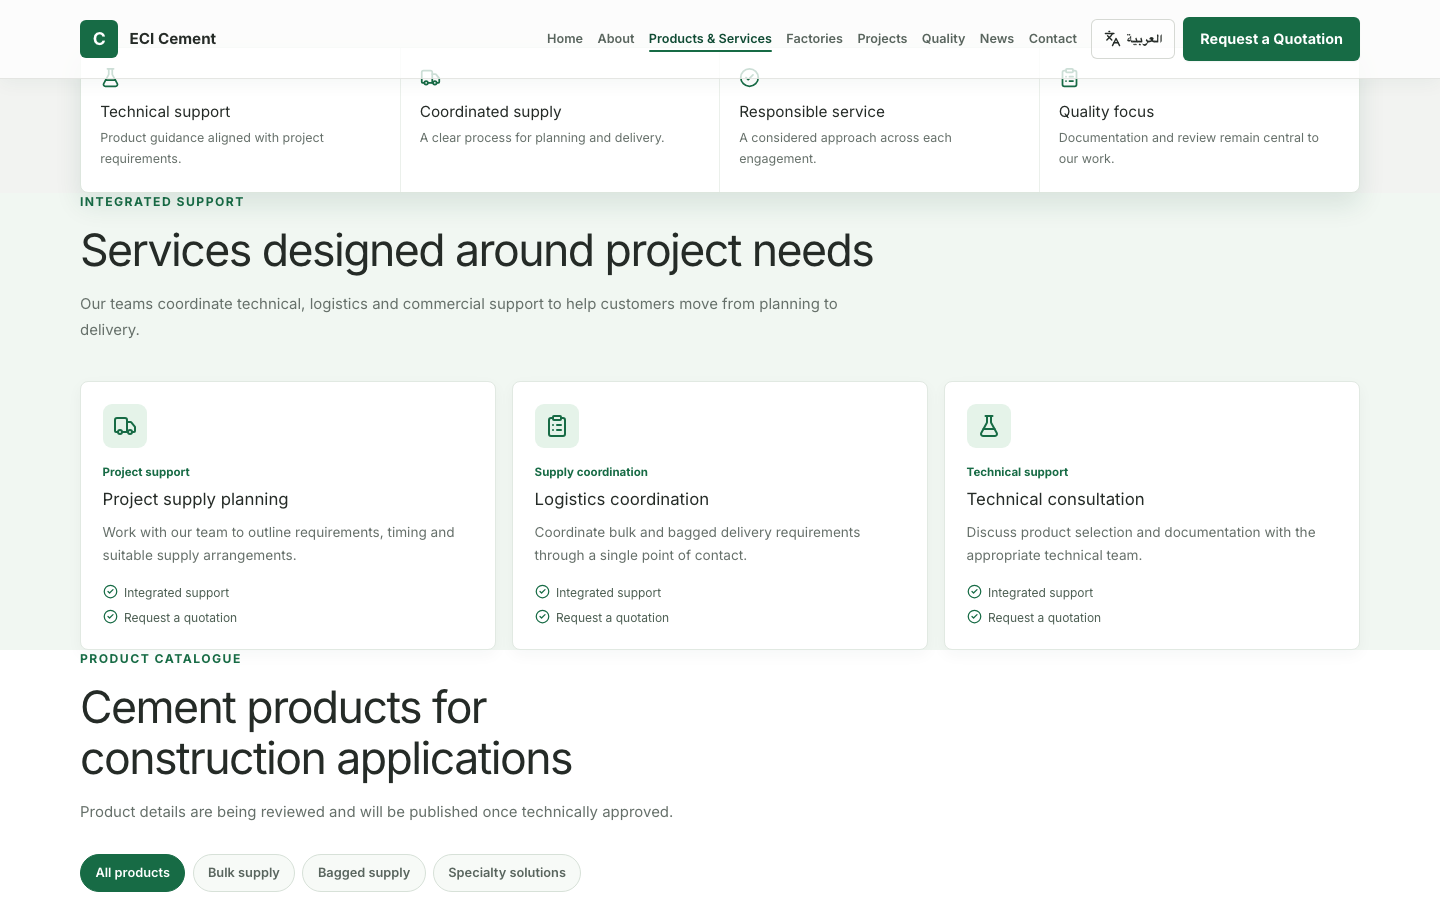 C
ECI Cement
Home
About
Products & Services
Factories
Projects
Quality
News
Contact
العربية
Request a Quotation
Technical support
Product guidance aligned with project
requirements.
Coordinated supply
A clear process for planning and delivery.
Responsible service
A considered approach across each
engagement.
Quality focus
Documentation and review remain central to
our work.
INTEGRATED SUPPORT
Services designed around project needs
Our teams coordinate technical, logistics and commercial support to help customers move from planning to
delivery.
Project support
Project supply planning
Work with our team to outline requirements, timing and
suitable supply arrangements.
Integrated support
Request a quotation
Supply coordination
Logistics coordination
Coordinate bulk and bagged delivery requirements
through a single point of contact.
Integrated support
Request a quotation
Technical support
Technical consultation
Discuss product selection and documentation with the
appropriate technical team.
Integrated support
Request a quotation
PRODUCT CATALOGUE
Cement products for
construction applications
Product details are being reviewed and will be published once technically approved.
All products
Bulk supply
Bagged supply
Specialty solutions